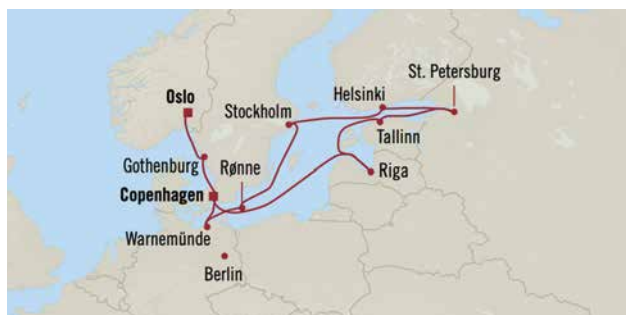 St. Petersburg
Helsinki
Oslo
Stockholm
Tallinn
Gothenburg
Rønne
Riga
Copenhagen
Warnemünde
Berlin